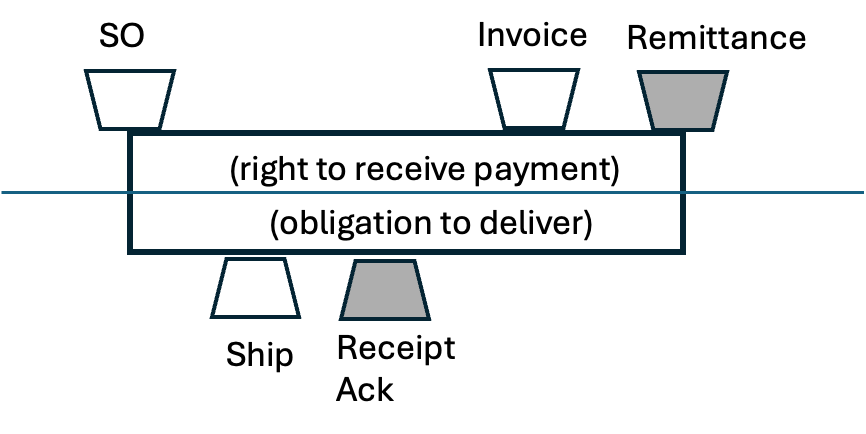 SO
Invoice
Remittance
(right to receive payment)
(obligation to deliver)
Ship
Receipt
Ack